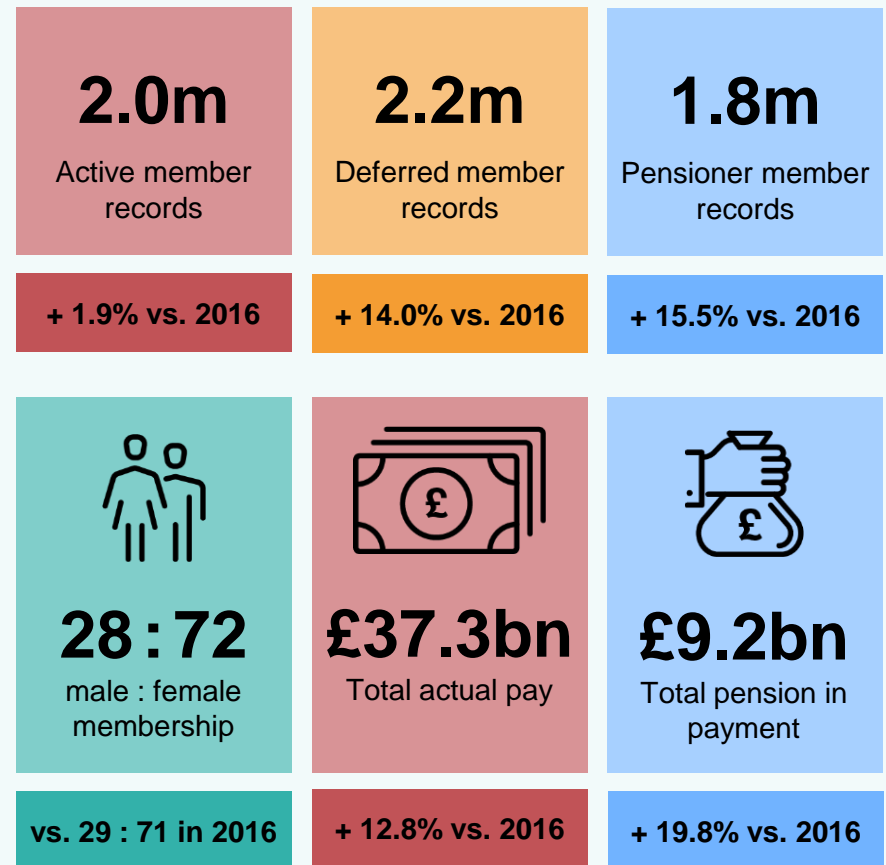 2.0m
Active member
records
+ 1.9% vs. 2016
2.2m
Deferred member
records
+ 14.0% vs. 2016
1.8m
Pensioner member
records
+ 15.5% vs. 2016
28 : 72
male : female
membership
vs. 29 : 71 in 2016
£
£37.3bn
Total actual pay
+ 12.8% vs. 2016
£
£9.2bn
Total pension in
payment
+ 19.8% vs. 2016